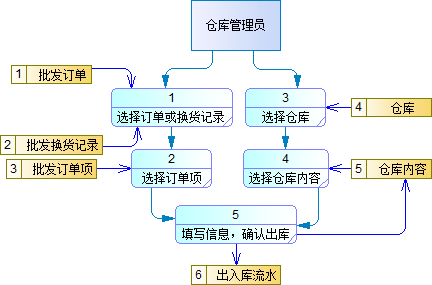 仓库管理员
1 批发订单
1
选择订单或换货记录
3
选择仓库
4 仓库
2 批发换货记录
3 批发订单项
2
选择订单项
4
选择仓库内容
5 仓库内容
5
填写信息，确认出库
6 出入库流水